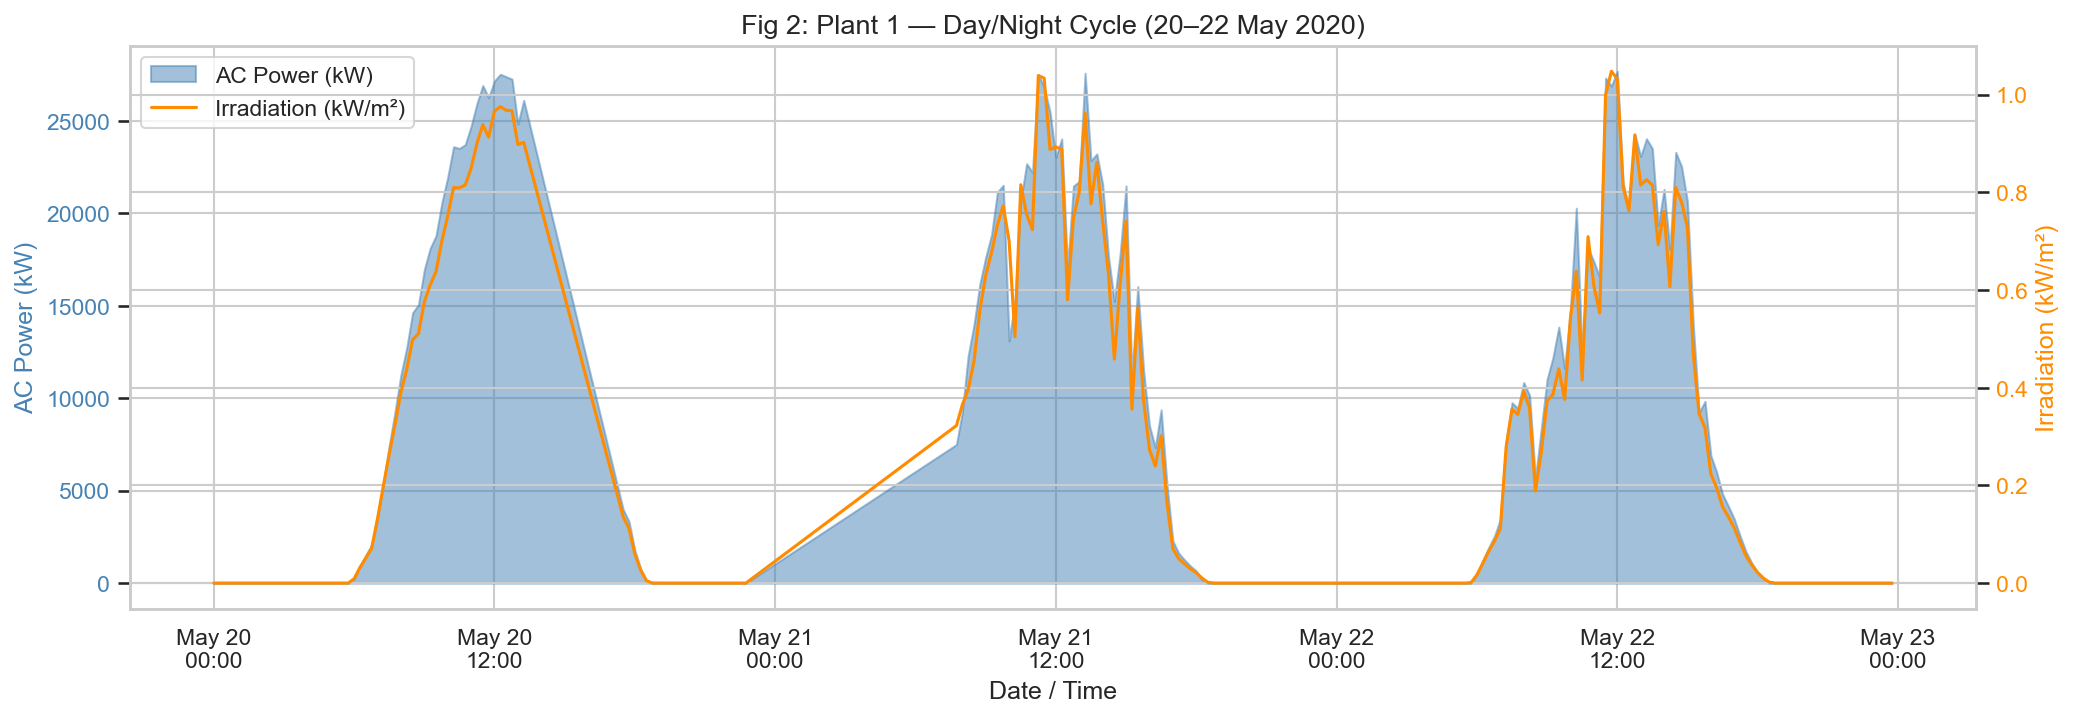 Fig 2: Plant 1 — Day/Night Cycle (20–22 May 2020)
AC Power (kW)
Irradiation (kW/m²)
25000
20000
15000
10000
5000
0
AC Power (kW)
1.0
0.8
0.6
0.4
0.2
0.0
Irradiation (kW/m²)
May 20
00:00
May 20
12:00
May 21
00:00
May 21
12:00
May 22
00:00
May 22
12:00
May 23
00:00
Date / Time